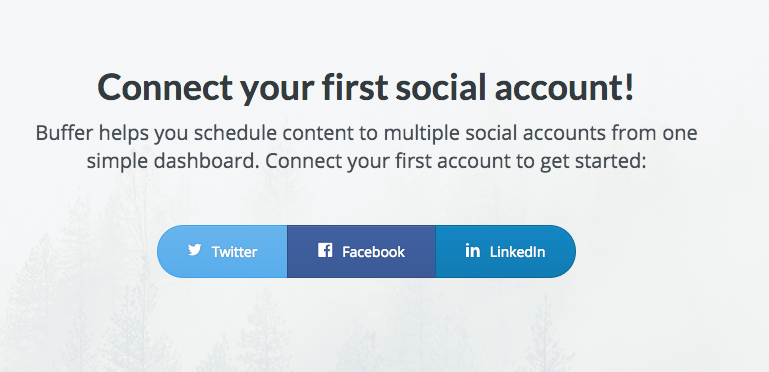 Connect your first social account!
Buffer helps you schedule content to multiple social accounts from one
simple dashboard. Connect your first account to get started:
Twitter Facebook LinkedIn